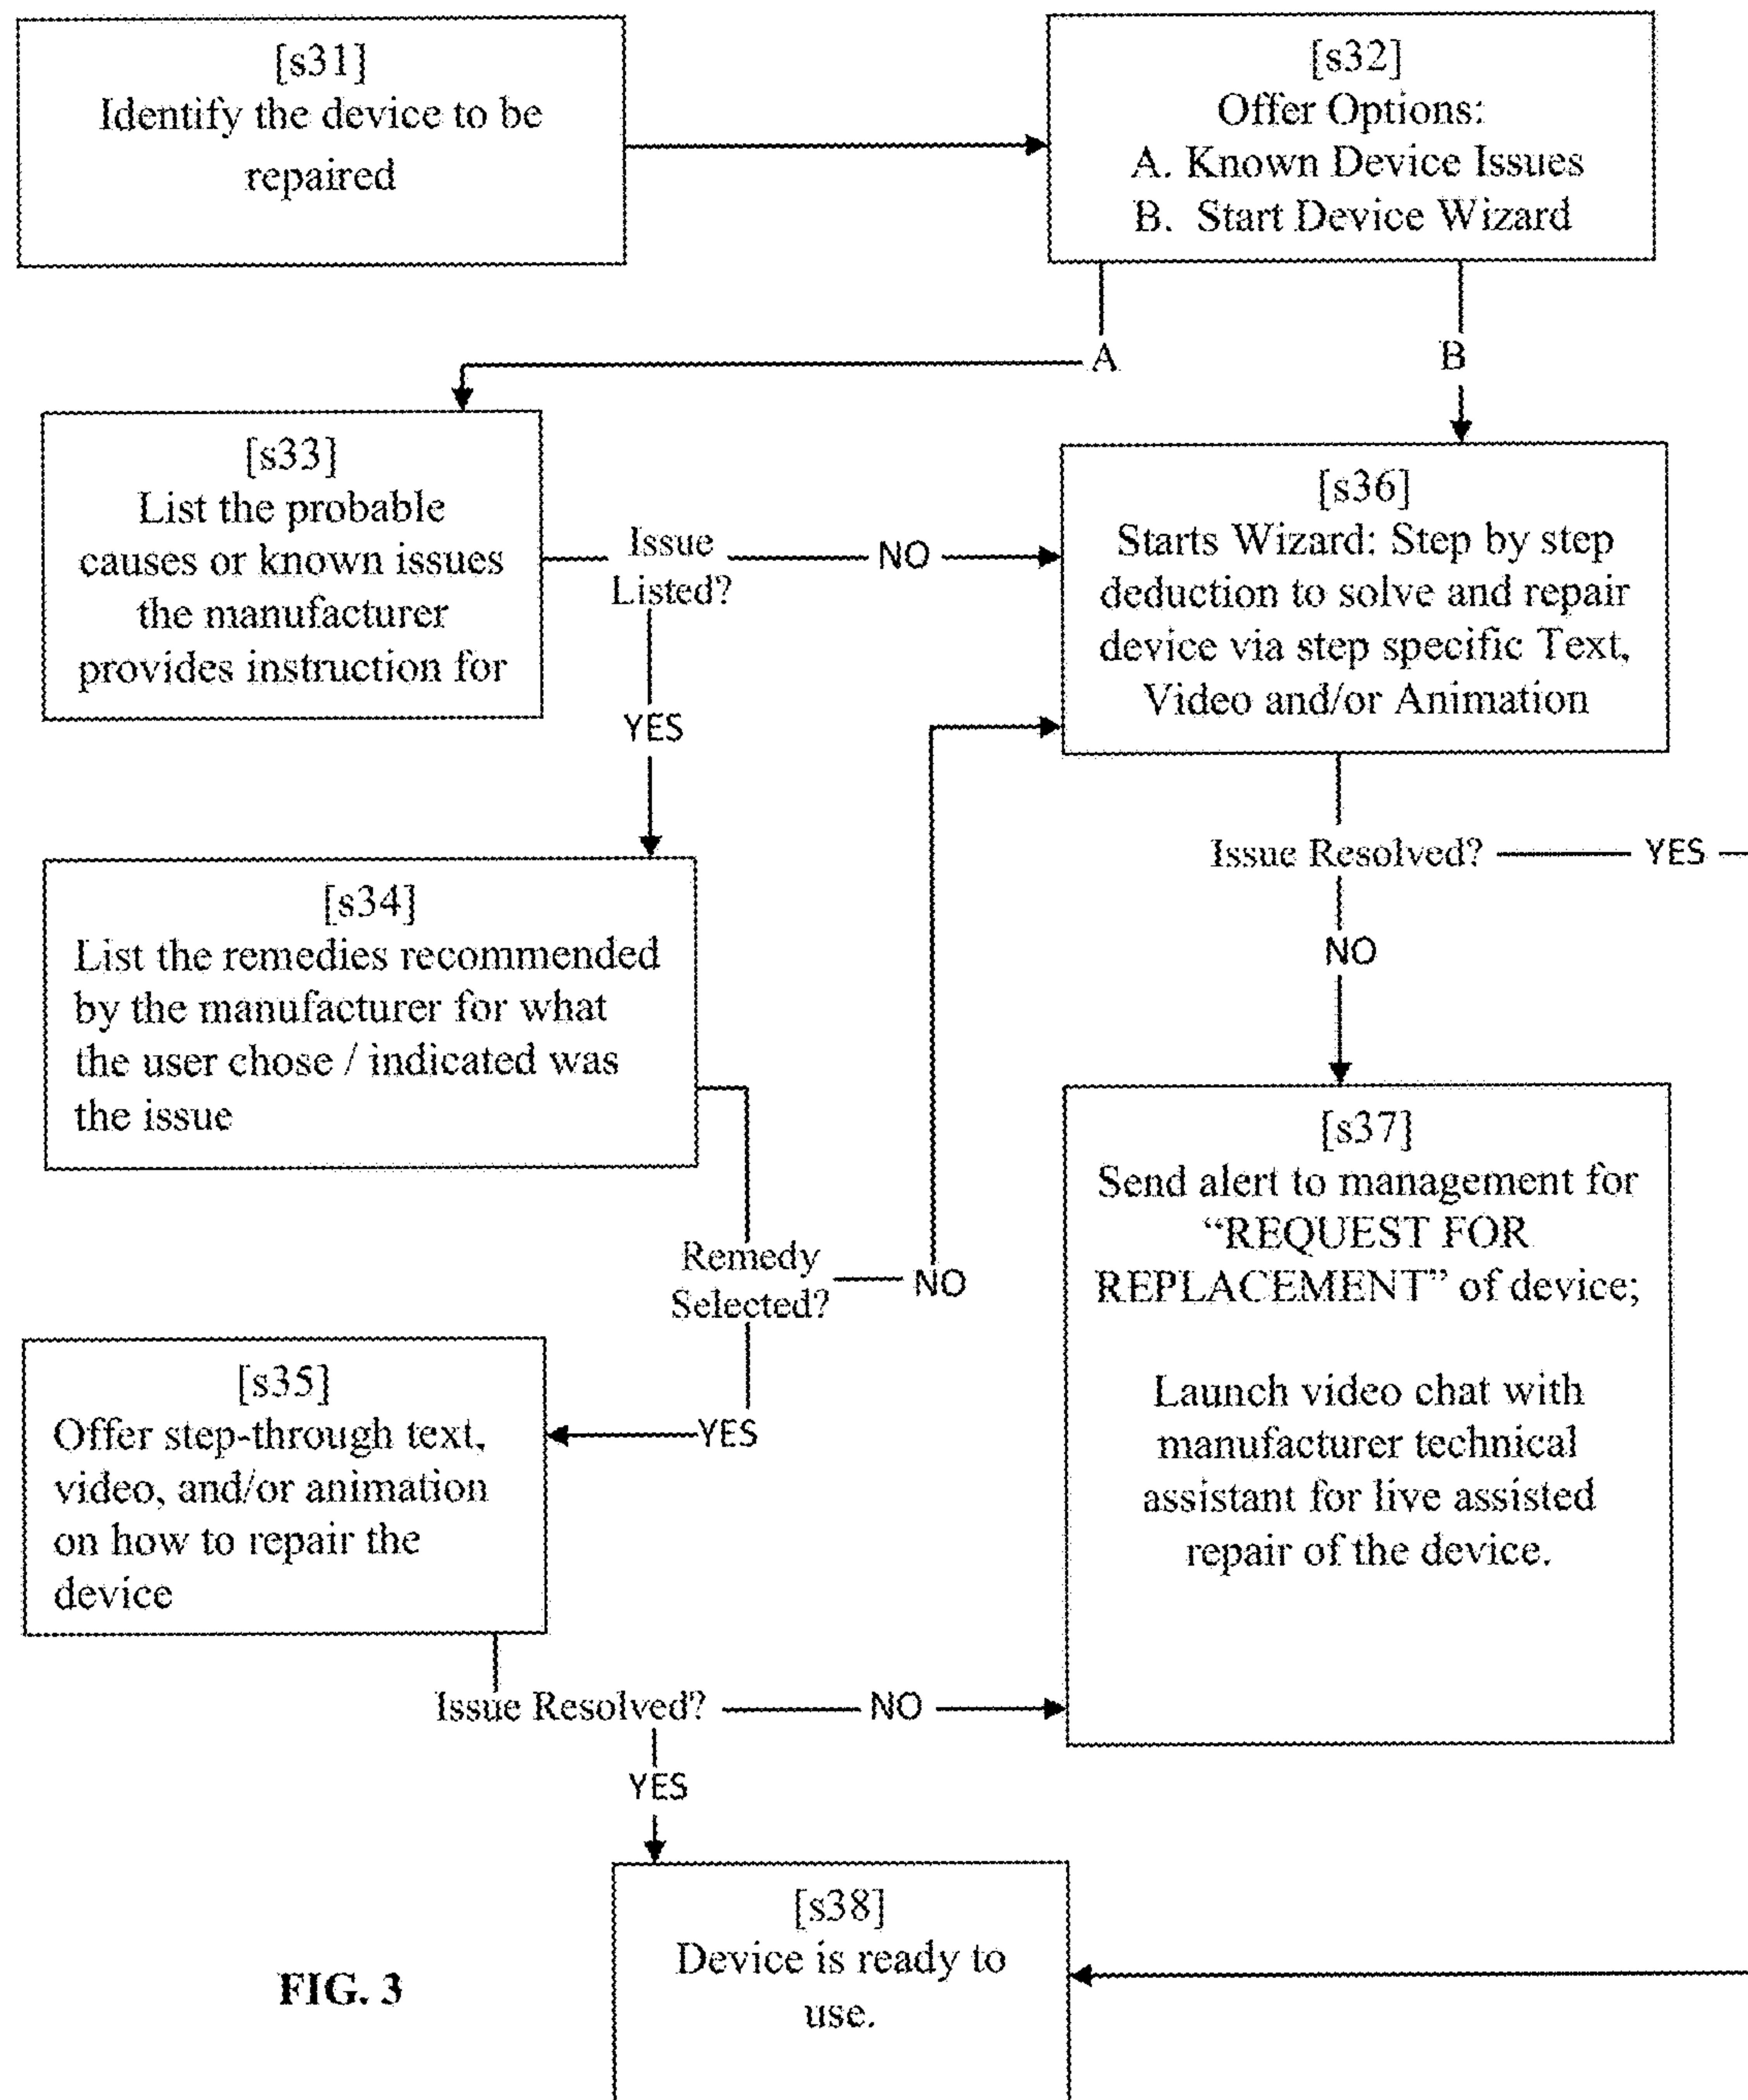 [s31]
Identify the device to be
repaired
[s32]
Offer Options:
A. Known Device Issues
B. Start Device Wizard
A
B
[s33]
List the probable
causes or known issues
the manufacturer
provides instruction for
Issue
Listed?
NO
YES
[s36]
Starts Wizard: Step by step
deduction to solve and repair
device via step specific Text,
Video and/or Animation
Issue Resolved?
YES
NO
[s34]
List the remedies recommended
by the manufacturer for what
the user chose / indicated was
the issue
Remedy
Selected?
NO
YES
[s37]
Send alert to management for
“REQUEST FOR
REPLACEMENT” of device;
Launch video chat with
manufacturer technical
assistant for live assisted
repair of the device.
[s35]
Offer step-through text,
video, and/or animation
on how to repair the
device
Issue Resolved?
NO
YES
[s38]
Device is ready to
use.
FIG. 3